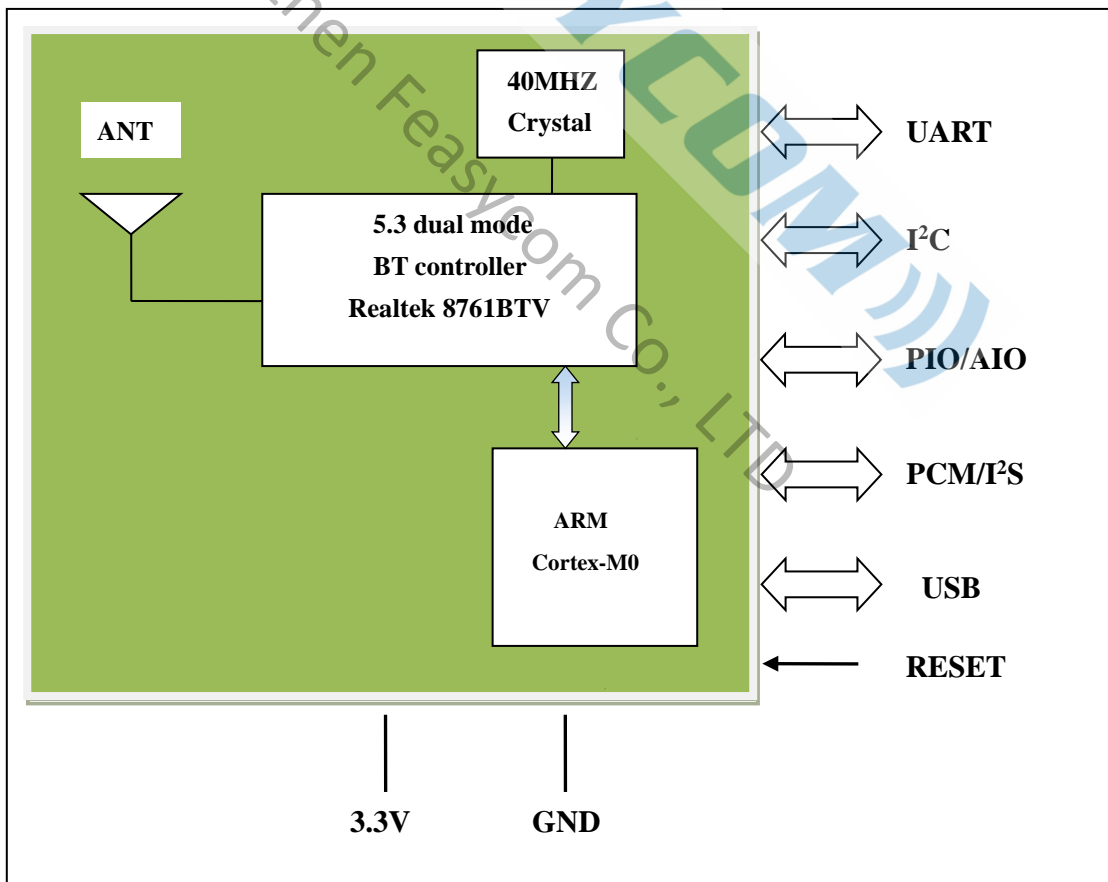 40MHZ
Crystal
ANT
5.3 dual mode
BT controller
Realtek 8761BTV
ARM
Cortex-M0
UART
I²C
PIO/AIO
PCM/I²S
USB
RESET
3.3V
GND
Feasycom Co., LTD